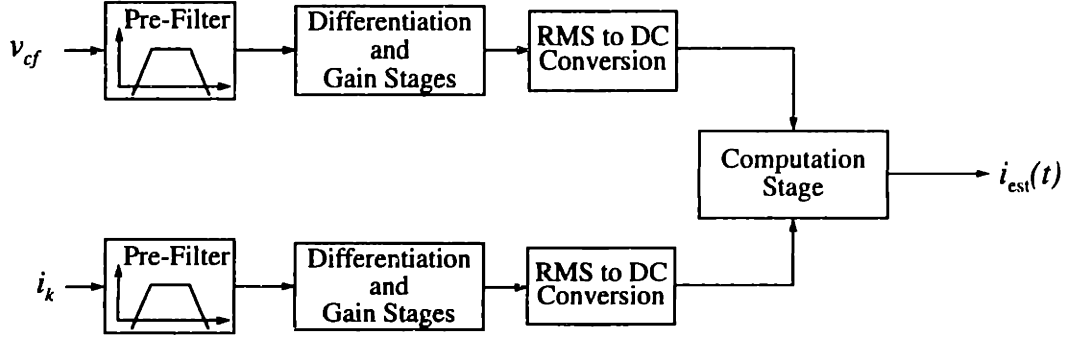 v_cf
Pre-Filter
Differentiation
and
Gain Stages
RMS to DC
Conversion
Computation
Stage
i_est(t)
i_k
Pre-Filter
Differentiation
and
Gain Stages
RMS to DC
Conversion